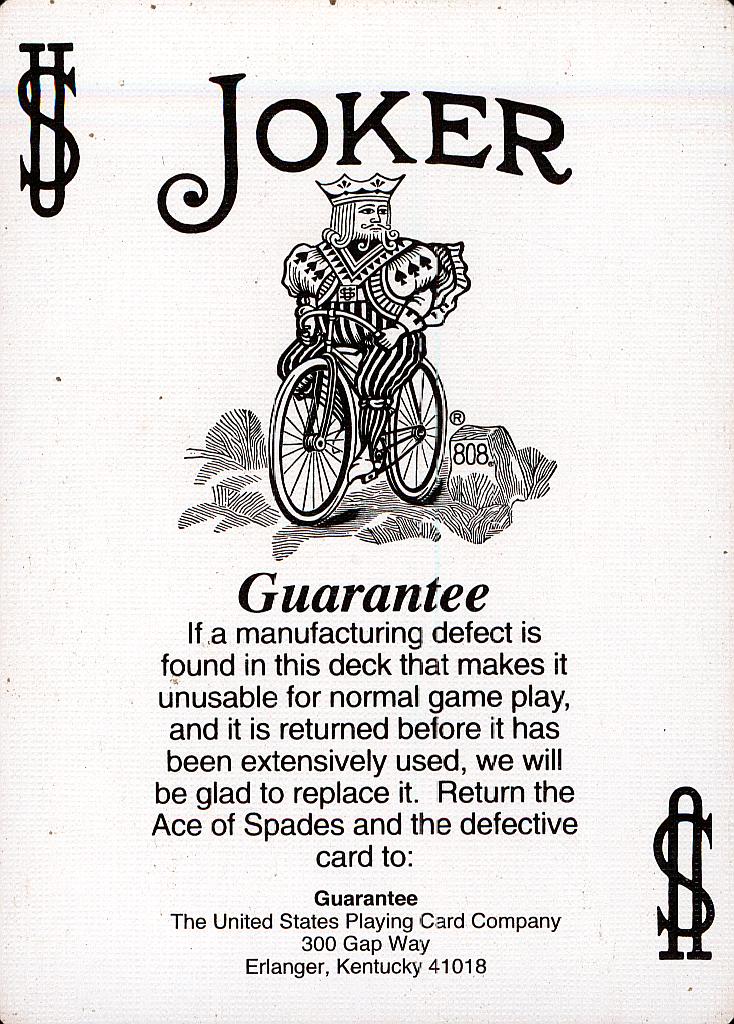 US
JOKER
US
®
808®
Guarantee
If a manufacturing defect is
found in this deck that makes it
unusable for normal game play,
and it is returned before it has
been extensively used, we will
be glad to replace it. Return the
Ace of Spades and the defective
card to:
Guarantee
The United States Playing Card Company
300 Gap Way
Erlanger, Kentucky 41018
US